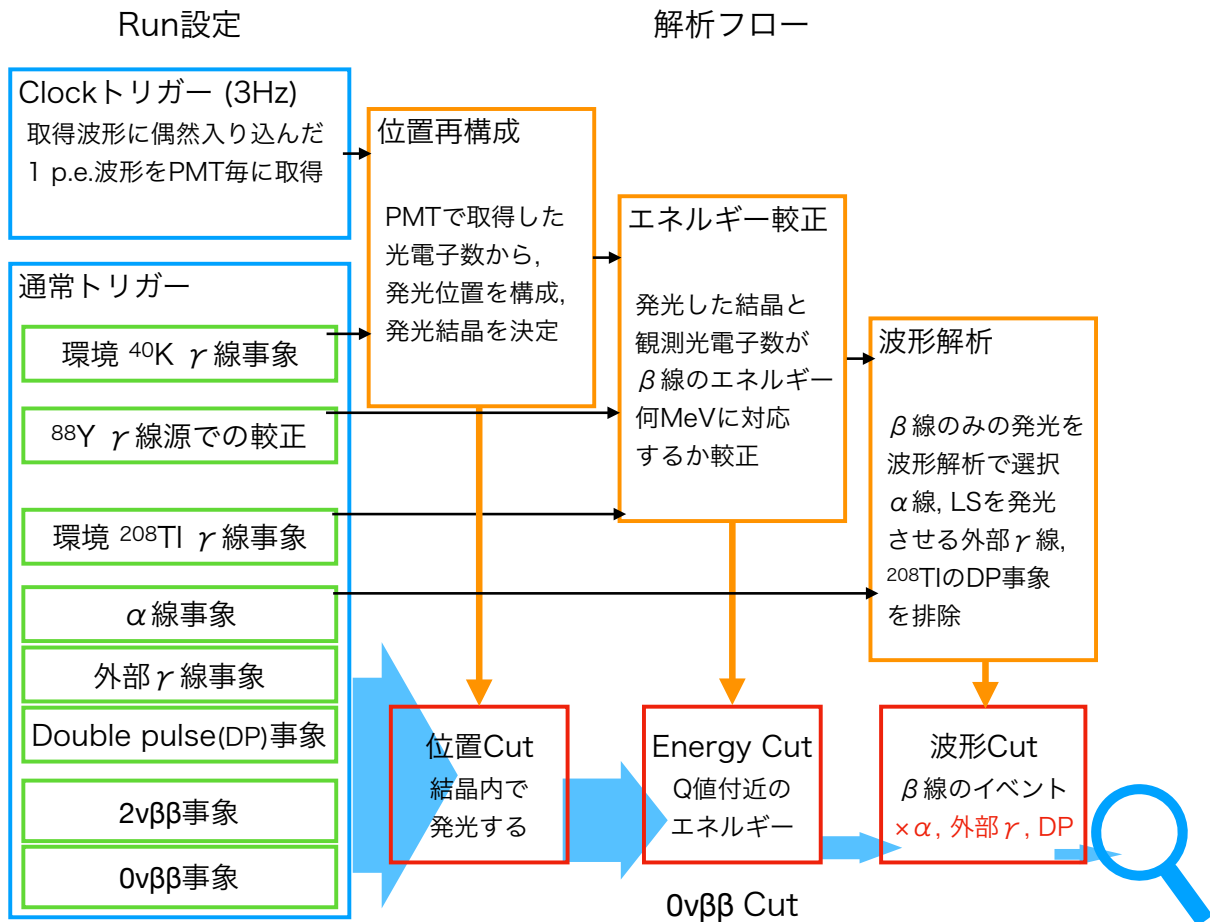 Run設定
解析フロー
Clockトリガー (3Hz)
取得波形に偶然入り込んだ
1 p.e.波形をPMT毎に取得
通常トリガー
環境 ⁴⁰K γ線事象
⁸⁸Y γ線源での較正
環境 ²⁰⁸Tl γ線事象
α線事象
外部γ線事象
Double pulse(DP)事象
2νββ事象
0νββ事象
位置再構成
PMTで取得した
光電子数から,
発光位置を構成,
発光結晶を決定
エネルギー較正
発光した結晶と
観測光電子数が
β線のエネルギー
何MeVに対応
するか較正
波形解析
β線のみの発光を
波形解析で選択
α線, LSを発光
させる外部γ線,
²⁰⁸TlのDP事象
を排除
位置Cut
結晶内で
発光する
Energy Cut
Q値付近の
エネルギー
波形Cut
β線のイベント
×α, 外部γ, DP
0νββ Cut